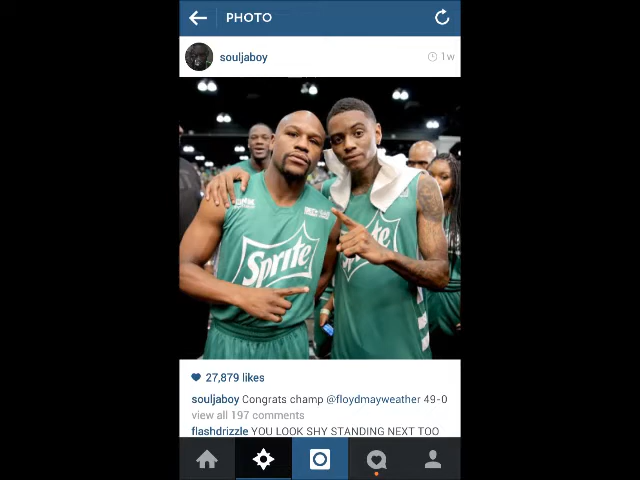 PHOTO
souljaboy
1w
Sprite
Sprite
27,879 likes
souljaboy Congrats champ @floydmayweather 49-0
view all 197 comments
flashdrizzle YOU LOOK SHY STANDING NEXT TOO